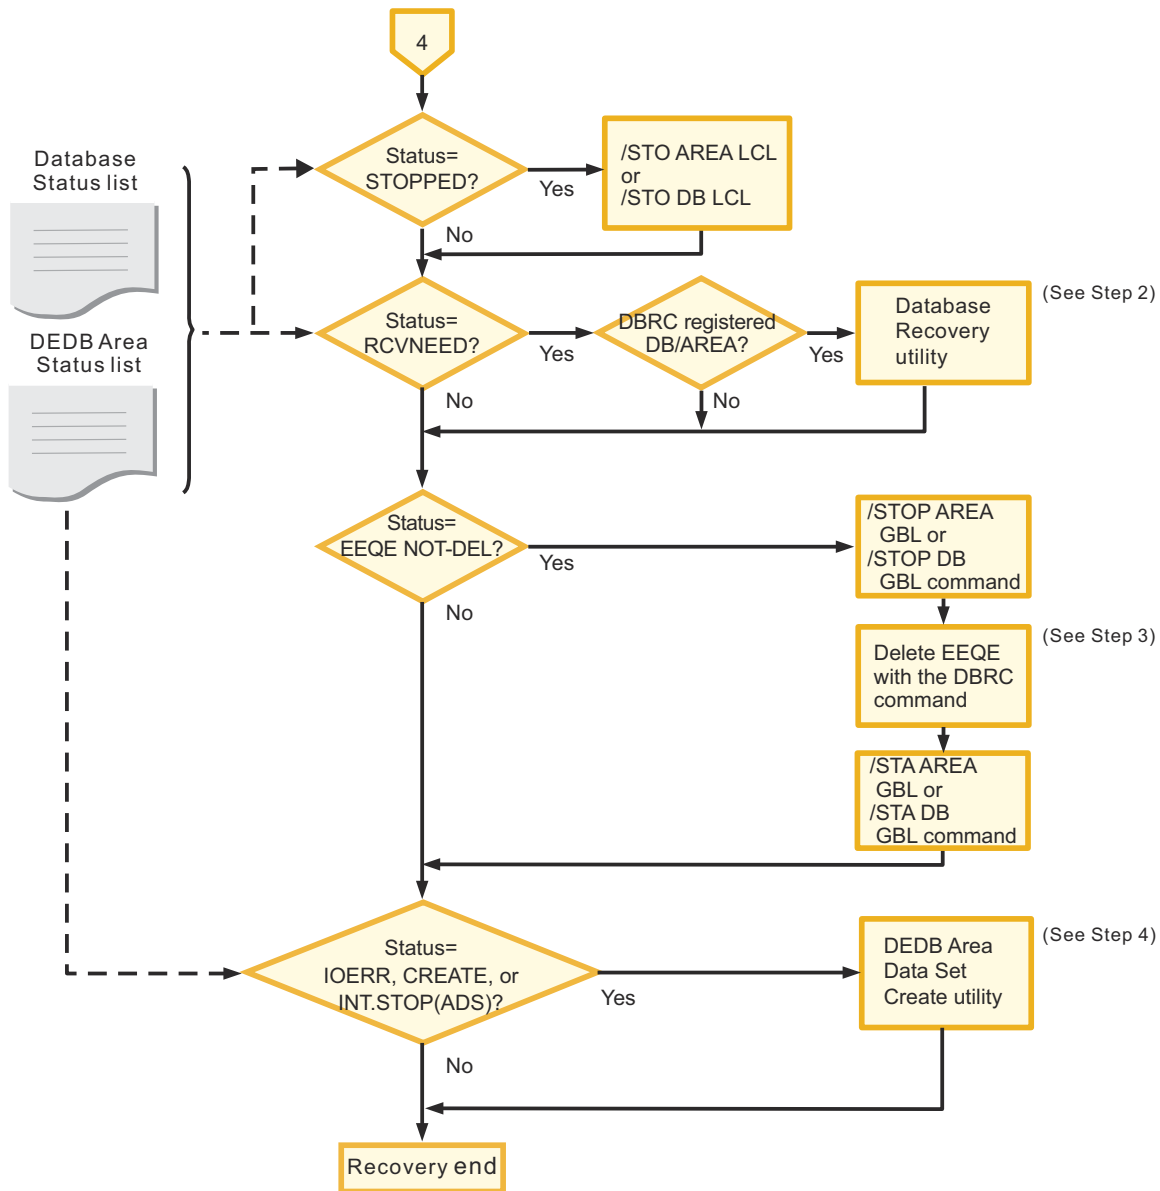 4
Database
Status list
Status=
STOPPED?
Yes
/STO AREA LCL
or
/STO DB LCL
No
DEDB Area
Status list
Status=
RCVNEED?
Yes
DBRC registered
DB/AREA?
Yes
Database
Recovery
utility
(See Step 2)
No
No
Status=
EEQE NOT-DEL?
Yes
/STOP AREA
GBL or
/STOP DB
GBL command
No
Delete EEQE
with the DBRC
command
(See Step 3)
/STA AREA
GBL or
/STA DB
GBL command
Status=
IOERR, CREATE, or
INT.STOP(ADS)?
Yes
DEDB Area
Data Set
Create utility
(See Step 4)
No
Recovery end